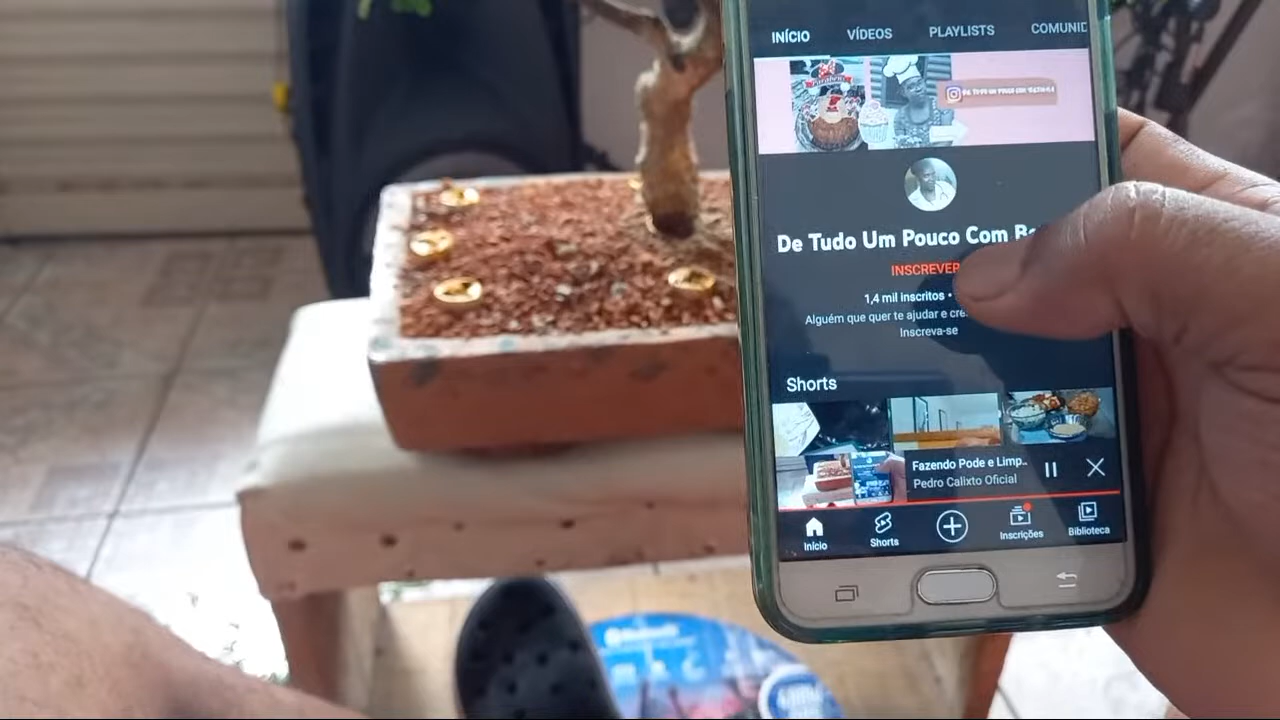 INÍCIO VÍDEOS PLAYLISTS COMUNID
De Tudo Um Pouco Com
INSCREVER
1,4 mil inscritos •
Alguém que quer te ajudar e
Inscreva-se
Shorts
Fazendo Pode e Limp..
Pedro Calixto Oficial
Início Shorts Inscrições Biblioteca